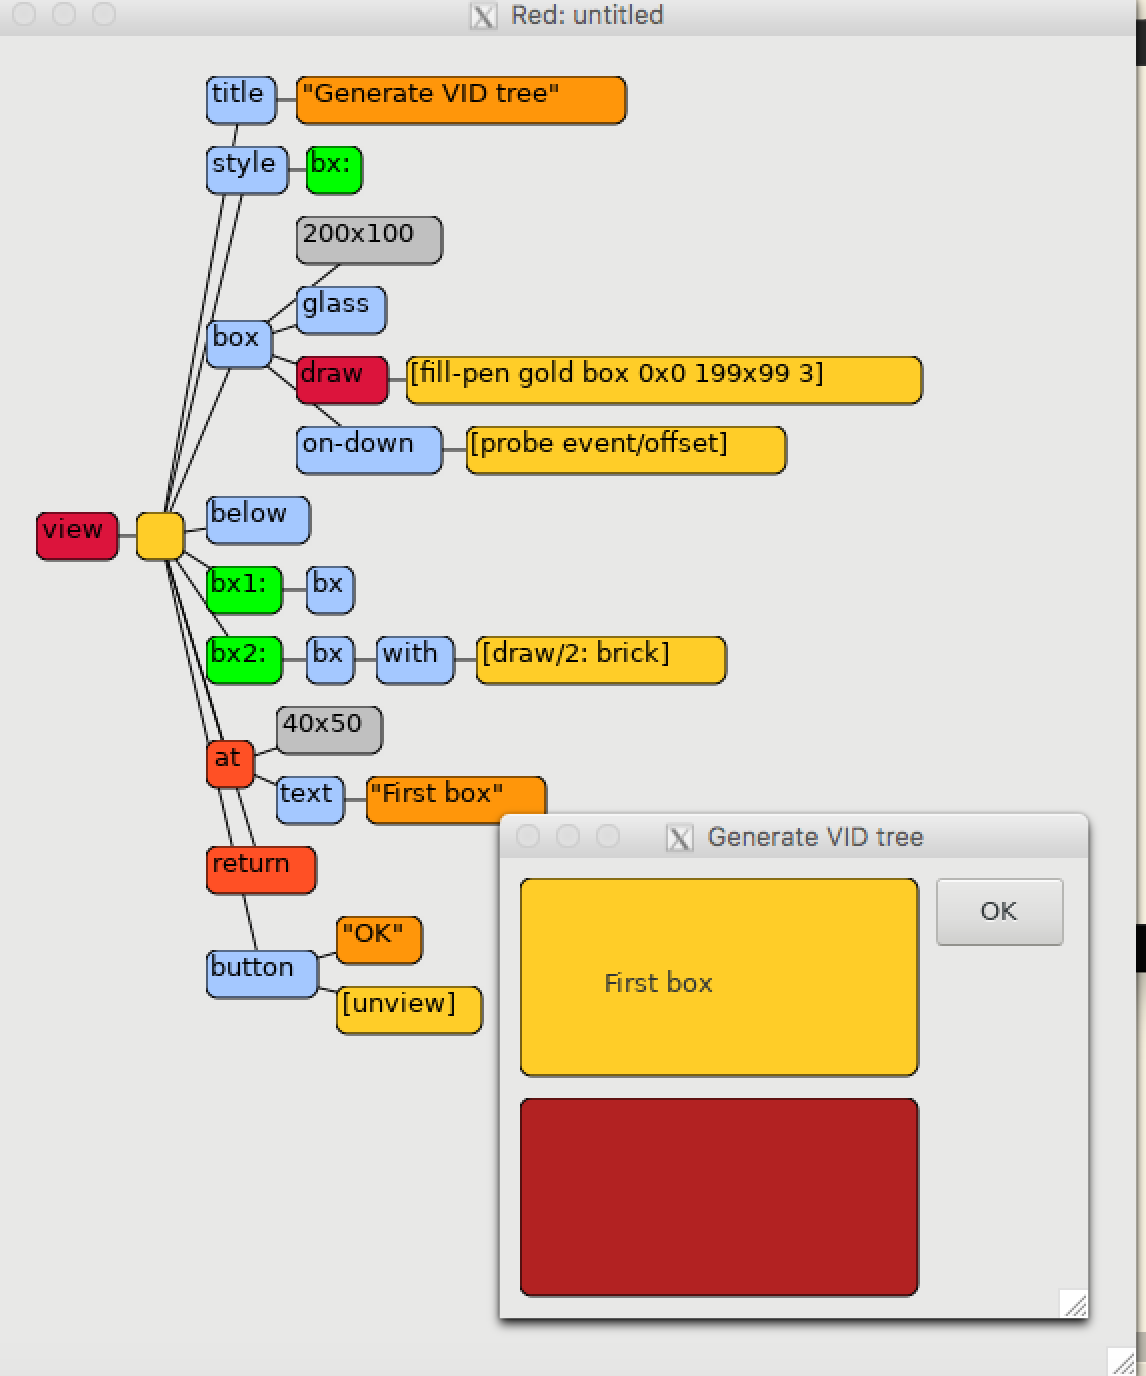 Red: untitled
title "Generate VID tree"
style bx:
200x100
glass
box
draw [fill-pen gold box 0x0 199x99 3]
on-down [probe event/offset]
below
view
bx1: bx
bx2: bx with [draw/2: brick]
40x50
at
text "First box"
return
"OK"
button
[unview]
Generate VID tree
OK
First box